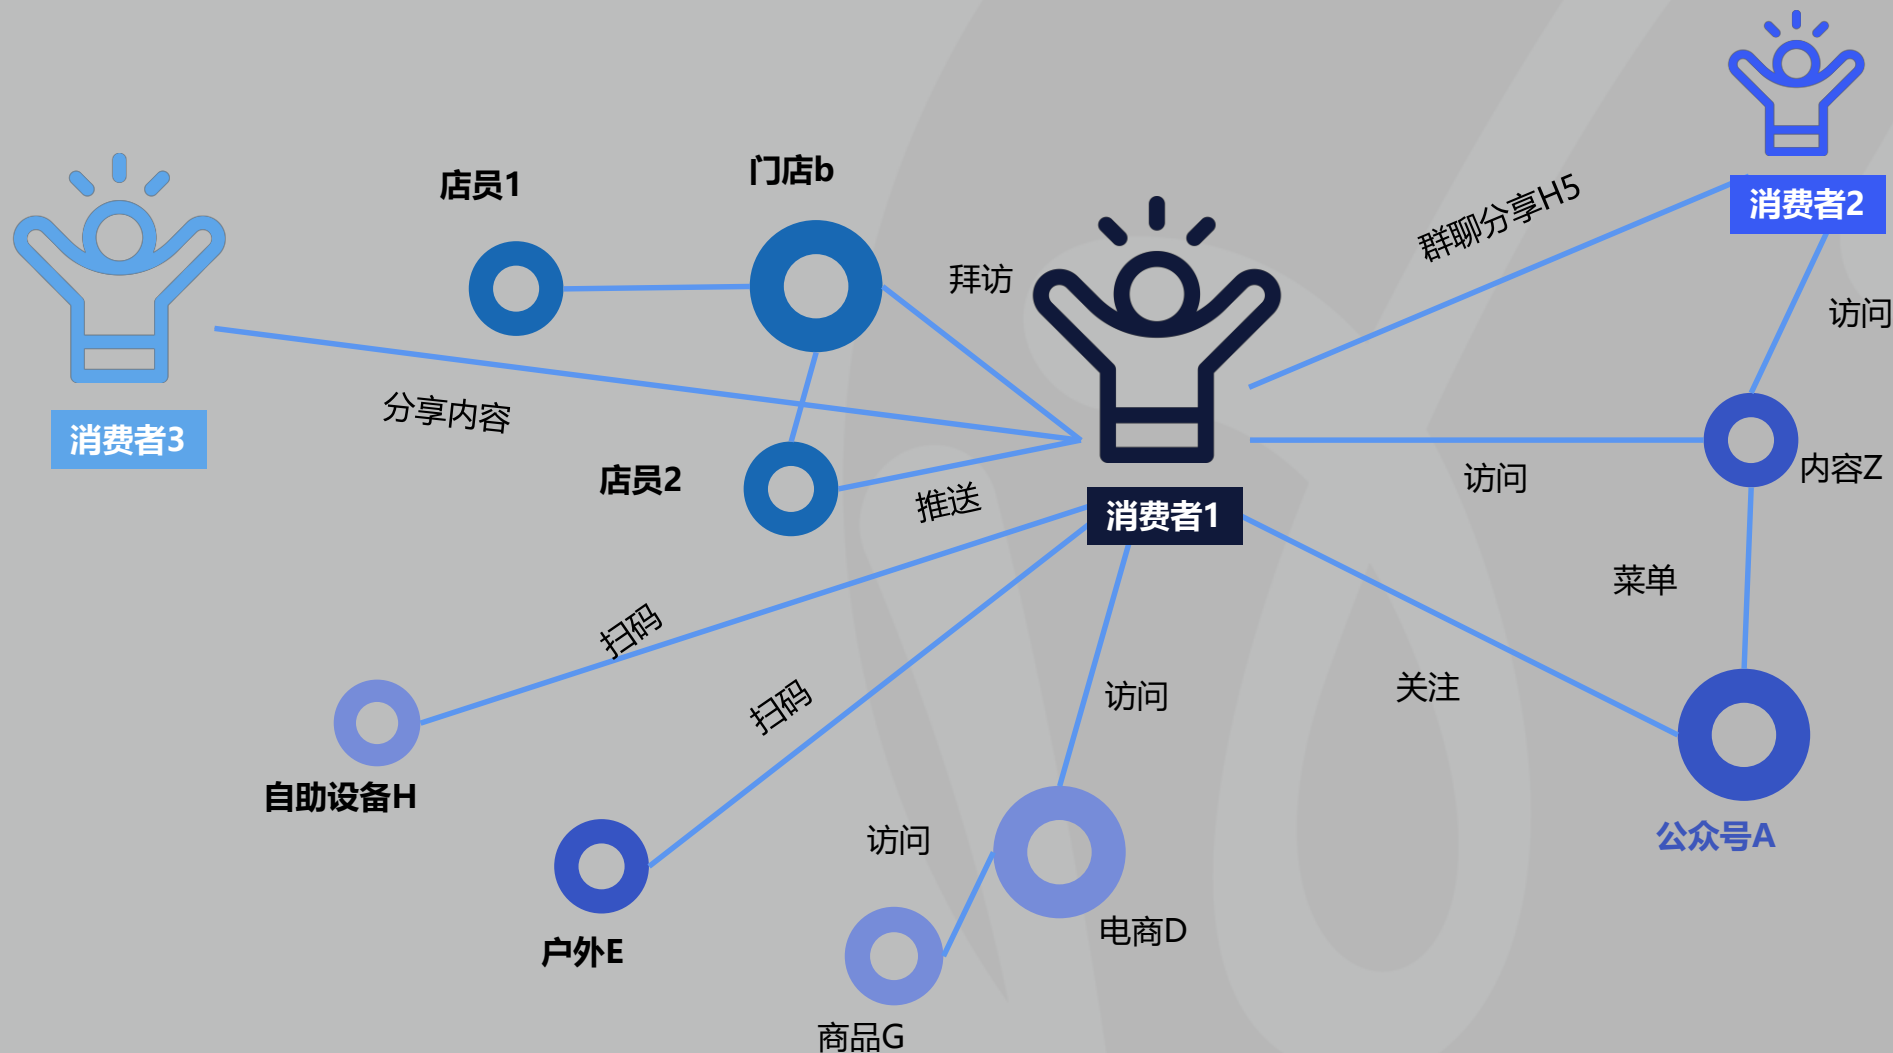 店员1
门店b
消费者2
群聊分享H5
拜访
访问
分享内容
消费者3
店员2
推送
消费者1
访问
内容Z
菜单
扫码
扫码
访问
关注
自助设备H
访问
公众号A
电商D
户外E
商品G